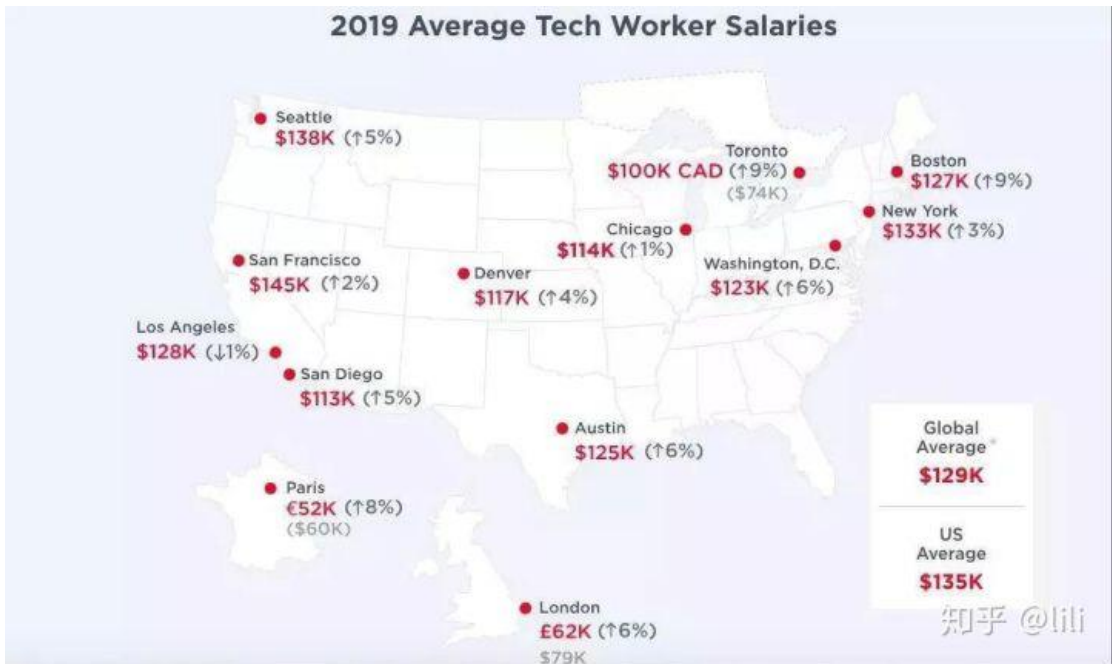 2019 Average Tech Worker Salaries
Seattle
$138K (↑5%)
Toronto
$100K CAD (↑9%)
($74K)
Boston
$127K (↑9%)
New York
$133K (↑3%)
Chicago
$114K (↑1%)
Washington, D.C.
$123K (↑6%)
San Francisco
$145K (↑2%)
Denver
$117K (↑4%)
Los Angeles
$128K (↓1%)
San Diego
$113K (↑5%)
Austin
$125K (↑6%)
Paris
€52K (↑8%)
($60K)
London
£62K (↑6%)
$79K
Global
Average*
$129K
US
Average
$135K
知乎 @lili